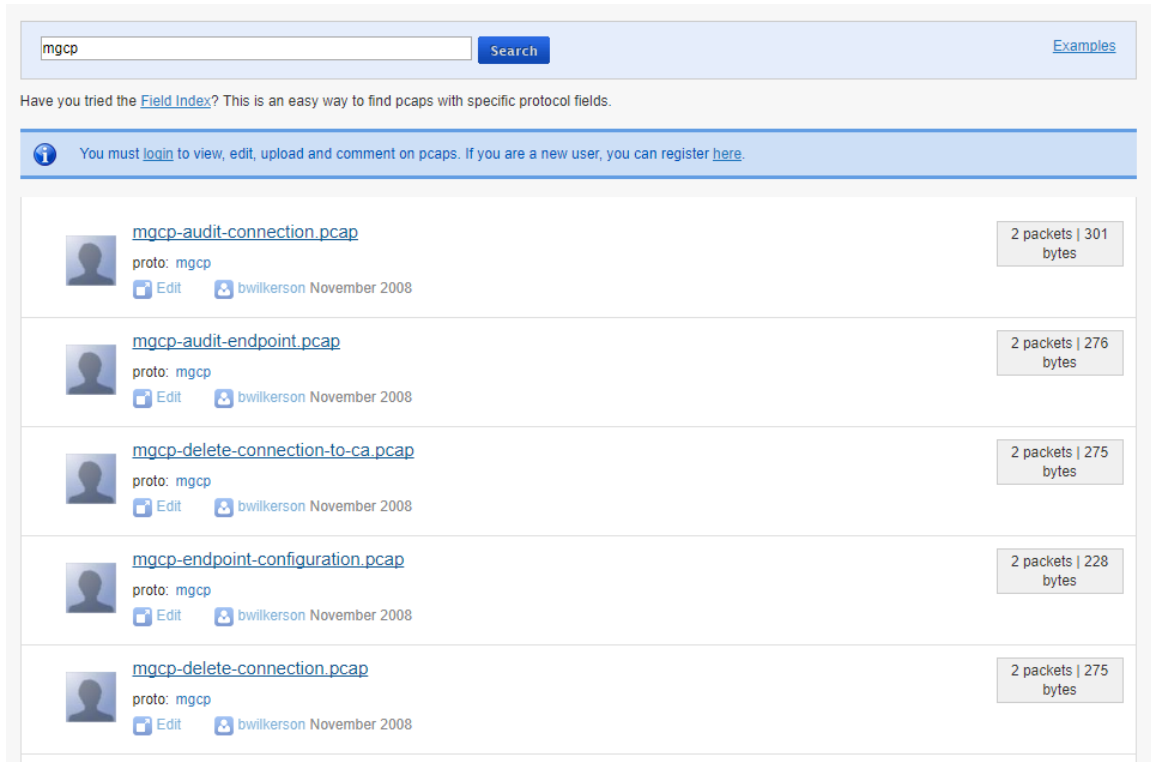 mgcp Search Examples
Have you tried the Field Index? This is an easy way to find pcaps with specific protocol fields.
You must login to view, edit, upload and comment on pcaps. If you are a new user, you can register here.
mgcp-audit-connection.pcap
2 packets | 301
bytes
proto: mgcp
Edit bwilkerson November 2008
mgcp-audit-endpoint.pcap
2 packets | 276
bytes
proto: mgcp
Edit bwilkerson November 2008
mgcp-delete-connection-to-ca.pcap
2 packets | 275
bytes
proto: mgcp
Edit bwilkerson November 2008
mgcp-endpoint-configuration.pcap
2 packets | 228
bytes
proto: mgcp
Edit bwilkerson November 2008
mgcp-delete-connection.pcap
2 packets | 275
bytes
proto: mgcp
Edit bwilkerson November 2008